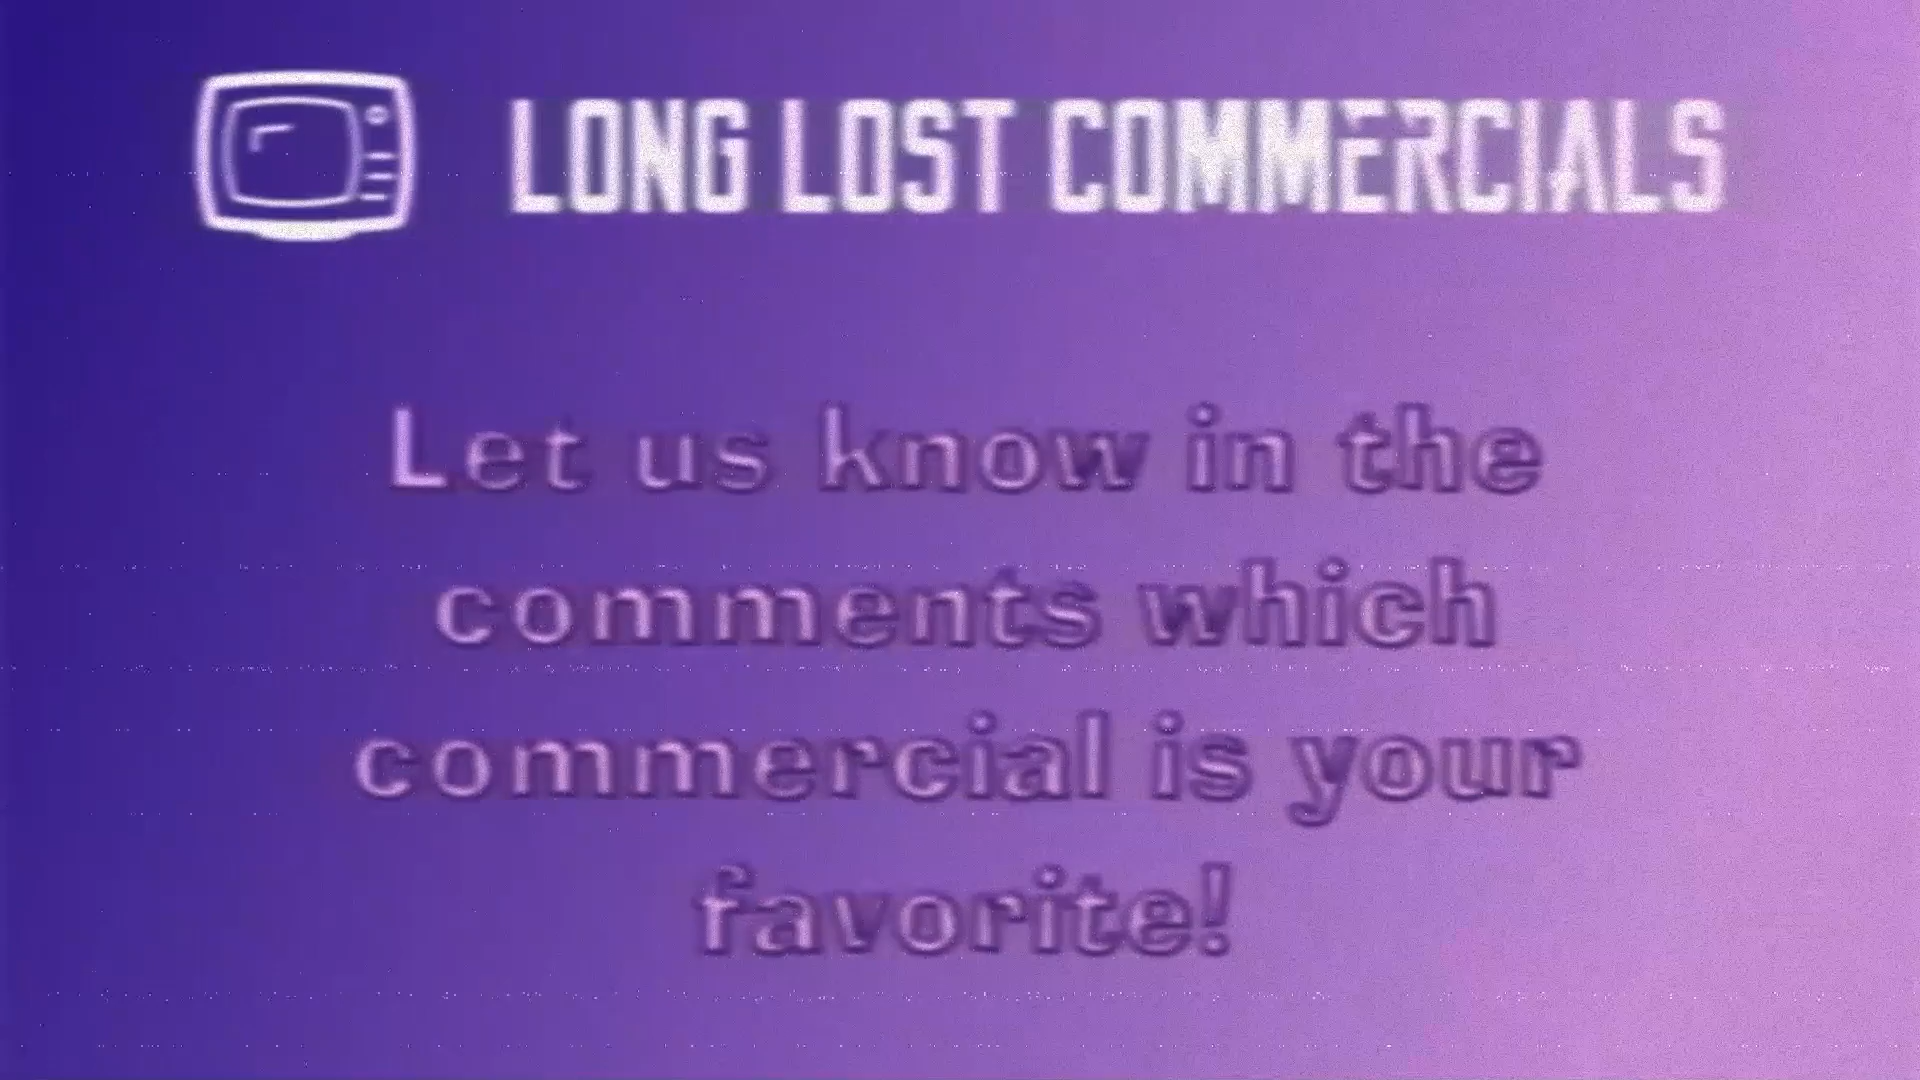 LONG LOST COMMERCIALS
Let us know in the
comments which
commercial is your
favorite!